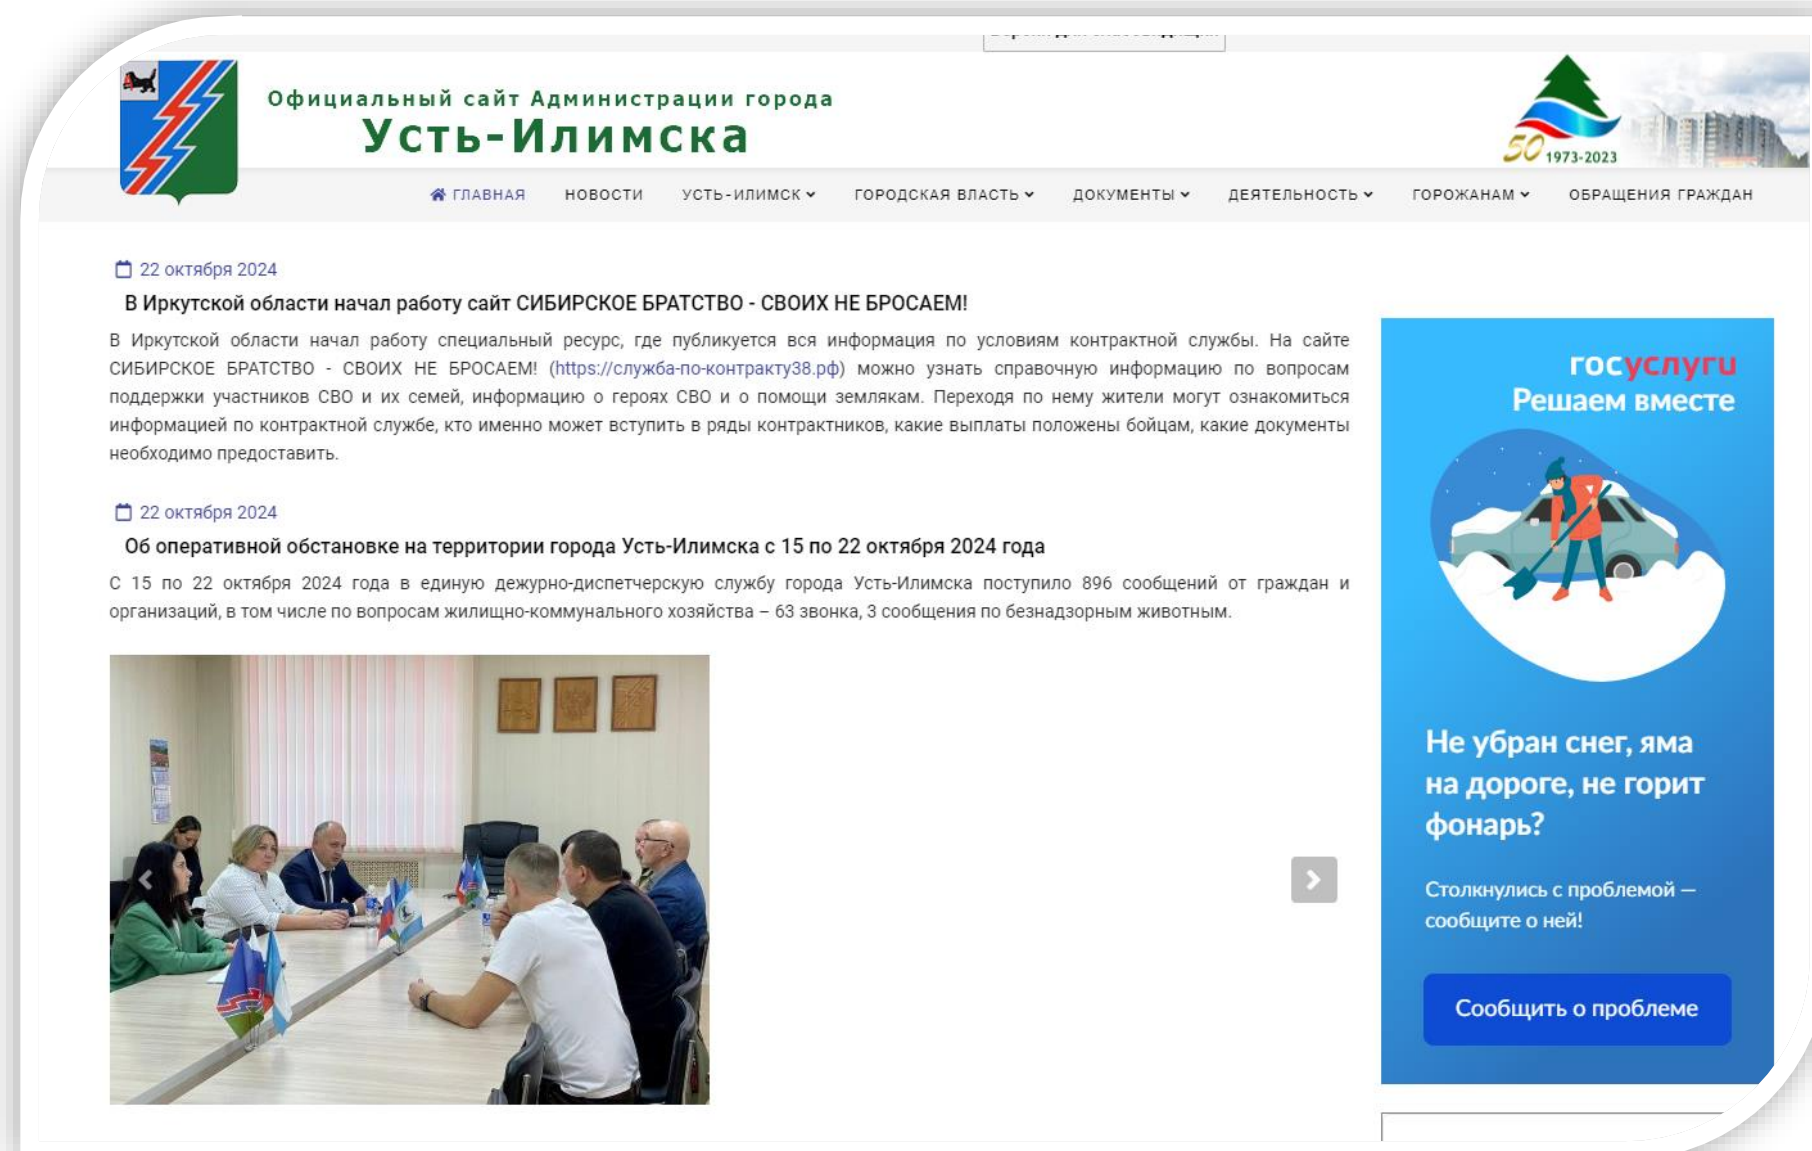 Официальный сайт Администрации города
Усть-Илимска
50
1973-2023
ГЛАВНАЯ НОВОСТИ УСТЬ-ИЛИМСК ГОРОДСКАЯ ВЛАСТЬ ДОКУМЕНТЫ ДЕЯТЕЛЬНОСТЬ ГОРОЖАНАМ ОБРАЩЕНИЯ ГРАЖДАН
22 октября 2024
В Иркутской области начал работу сайт СИБИРСКОЕ БРАТСТВО - СВОИХ НЕ БРОСАЕМ!
В Иркутской области начал работу специальный ресурс, где публикуется вся информация по условиям контрактной службы. На сайте
СИБИРСКОЕ БРАТСТВО - СВОИХ НЕ БРОСАЕМ! (https://служба-по-контракту38.рф) можно узнать справочную информацию по вопросам
поддержки участников СВО и их семей, информацию о героях СВО и о помощи землякам. Переходя по нему жители могут ознакомиться
информацией по контрактной службе, кто именно может вступить в ряды контрактников, какие выплаты положены бойцам, какие документы
необходимо предоставить.
22 октября 2024
Об оперативной обстановке на территории города Усть-Илимска с 15 по 22 октября 2024 года
С 15 по 22 октября 2024 года в единую дежурно-диспетчерскую службу города Усть-Илимска поступило 896 сообщений от граждан и
организаций, в том числе по вопросам жилищно-коммунального хозяйства – 63 звонка, 3 сообщения по безнадзорным животным.
госуслуги
Решаем вместе
Не убран снег, яма
на дороге, не горит
фонарь?
Столкнулись с проблемой —
сообщите о ней!
Сообщить о проблеме